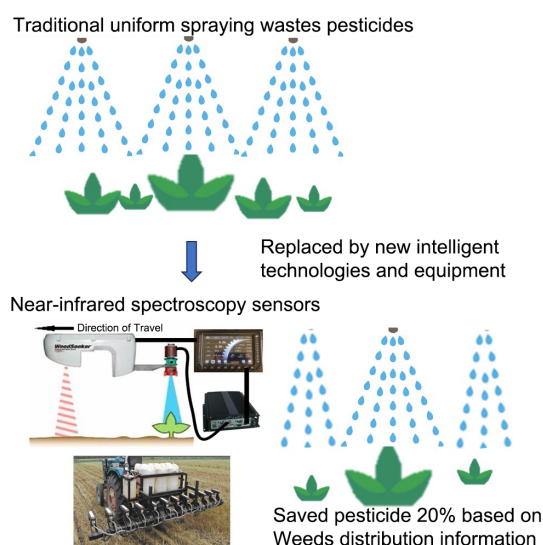 Traditional uniform spraying wastes pesticides
Replaced by new intelligent
technologies and equipment
Near-infrared spectroscopy sensors
Direction of Travel
WeedSeeker
Saved pesticide 20% based on
Weeds distribution information